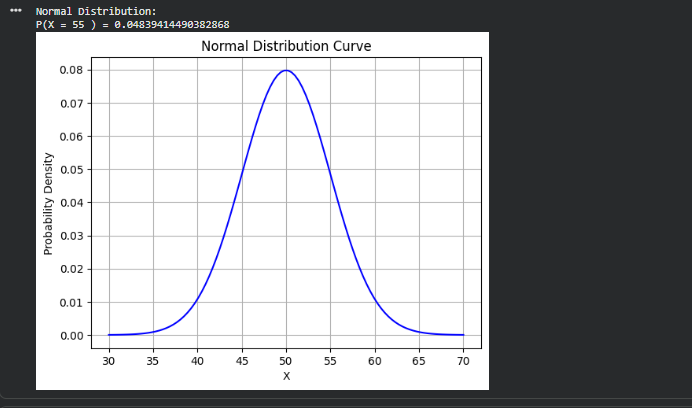 Normal Distribution:
P(X = 55 ) = 0.04839414490382868
Normal Distribution Curve
Probability Density
0.08
0.07
0.06
0.05
0.04
0.03
0.02
0.01
0.00
30 35 40 45 50 55 60 65 70
X